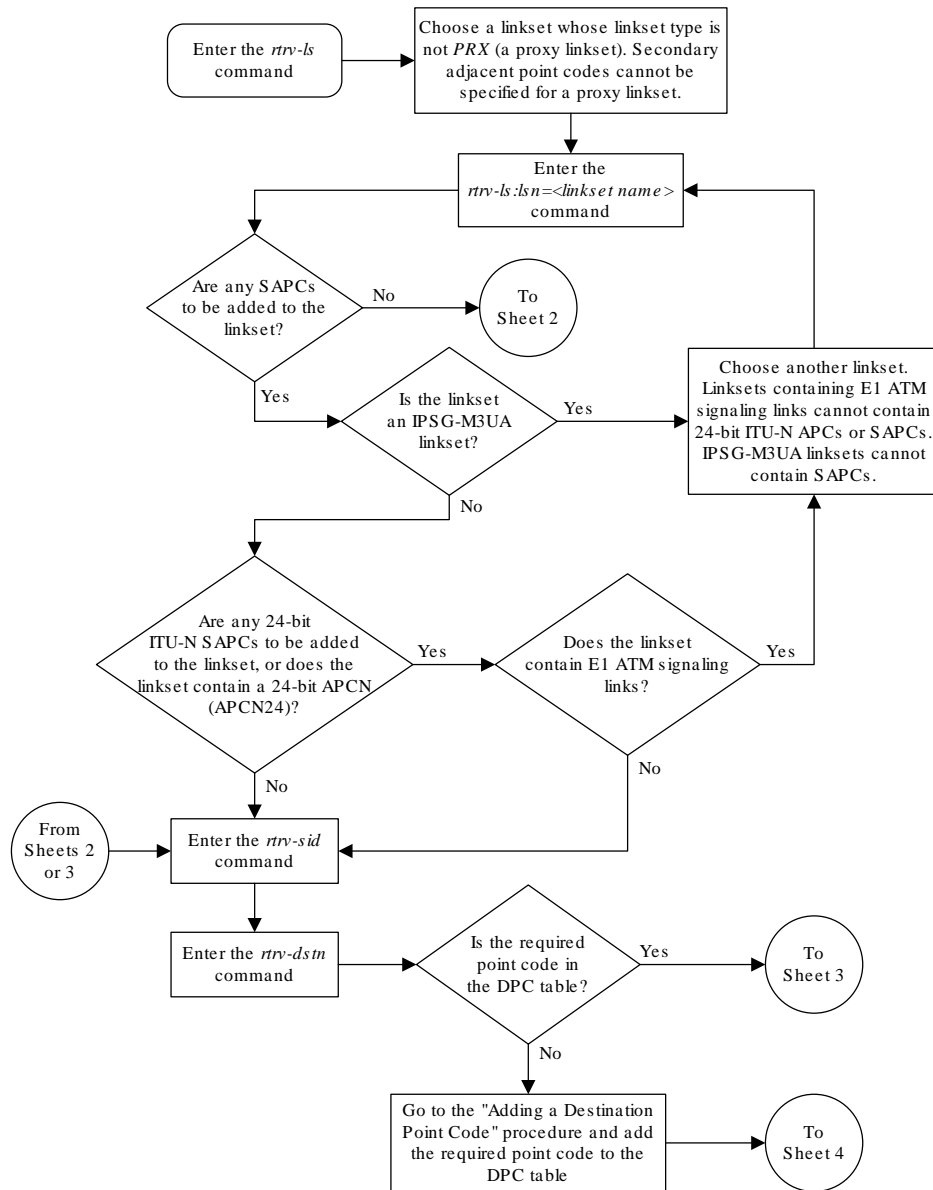 Enter the rtrv-ls
command
Choose a linkset whose linkset type is
not PRX (a proxy linkset). Secondary
adjacent point codes cannot be
specified for a proxy linkset.
Enter the
rtrv-ls:lsn=<linkset name>
command
Are any SAPCs
to be added to the
linkset?
No
To
Sheet 2
Yes
Is the linkset
an IPSG-M3UA
linkset?
Yes
Choose another linkset.
Linksets containing E1 ATM
signaling links cannot contain
24-bit ITU-N APCs or SAPCs.
IPSG-M3UA linksets cannot
contain SAPCs.
No
Are any 24-bit
ITU-N SAPCs to be added
to the linkset, or does the
linkset contain a 24-bit APCN
(APCN24)?
Yes
Does the linkset
contain E1 ATM signaling
links?
Yes
No
No
From
Sheets 2
or 3
Enter the rtrv-sid
command
Enter the rtrv-dstn
command
Is the required
point code in
the DPC table?
Yes
To
Sheet 3
No
Go to the "Adding a Destination
Point Code" procedure and add
the required point code to the
DPC table
To
Sheet 4